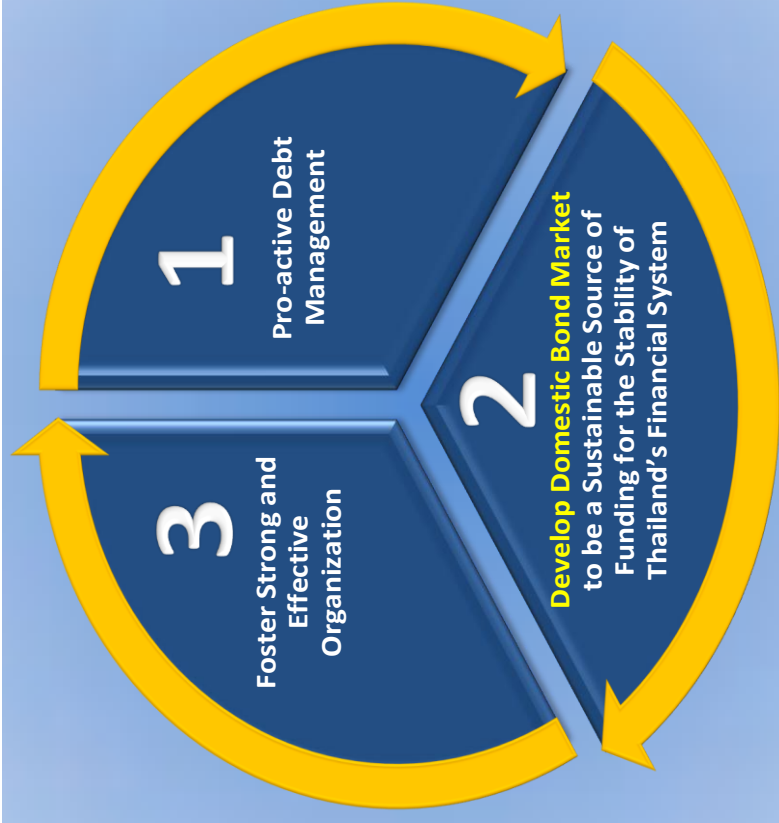 1
Pro-active Debt
Management
2
Develop Domestic Bond Market
to be a Sustainable Source of
Funding for the Stability of
Thailand's Financial System
3
Foster Strong and
Effective
Organization